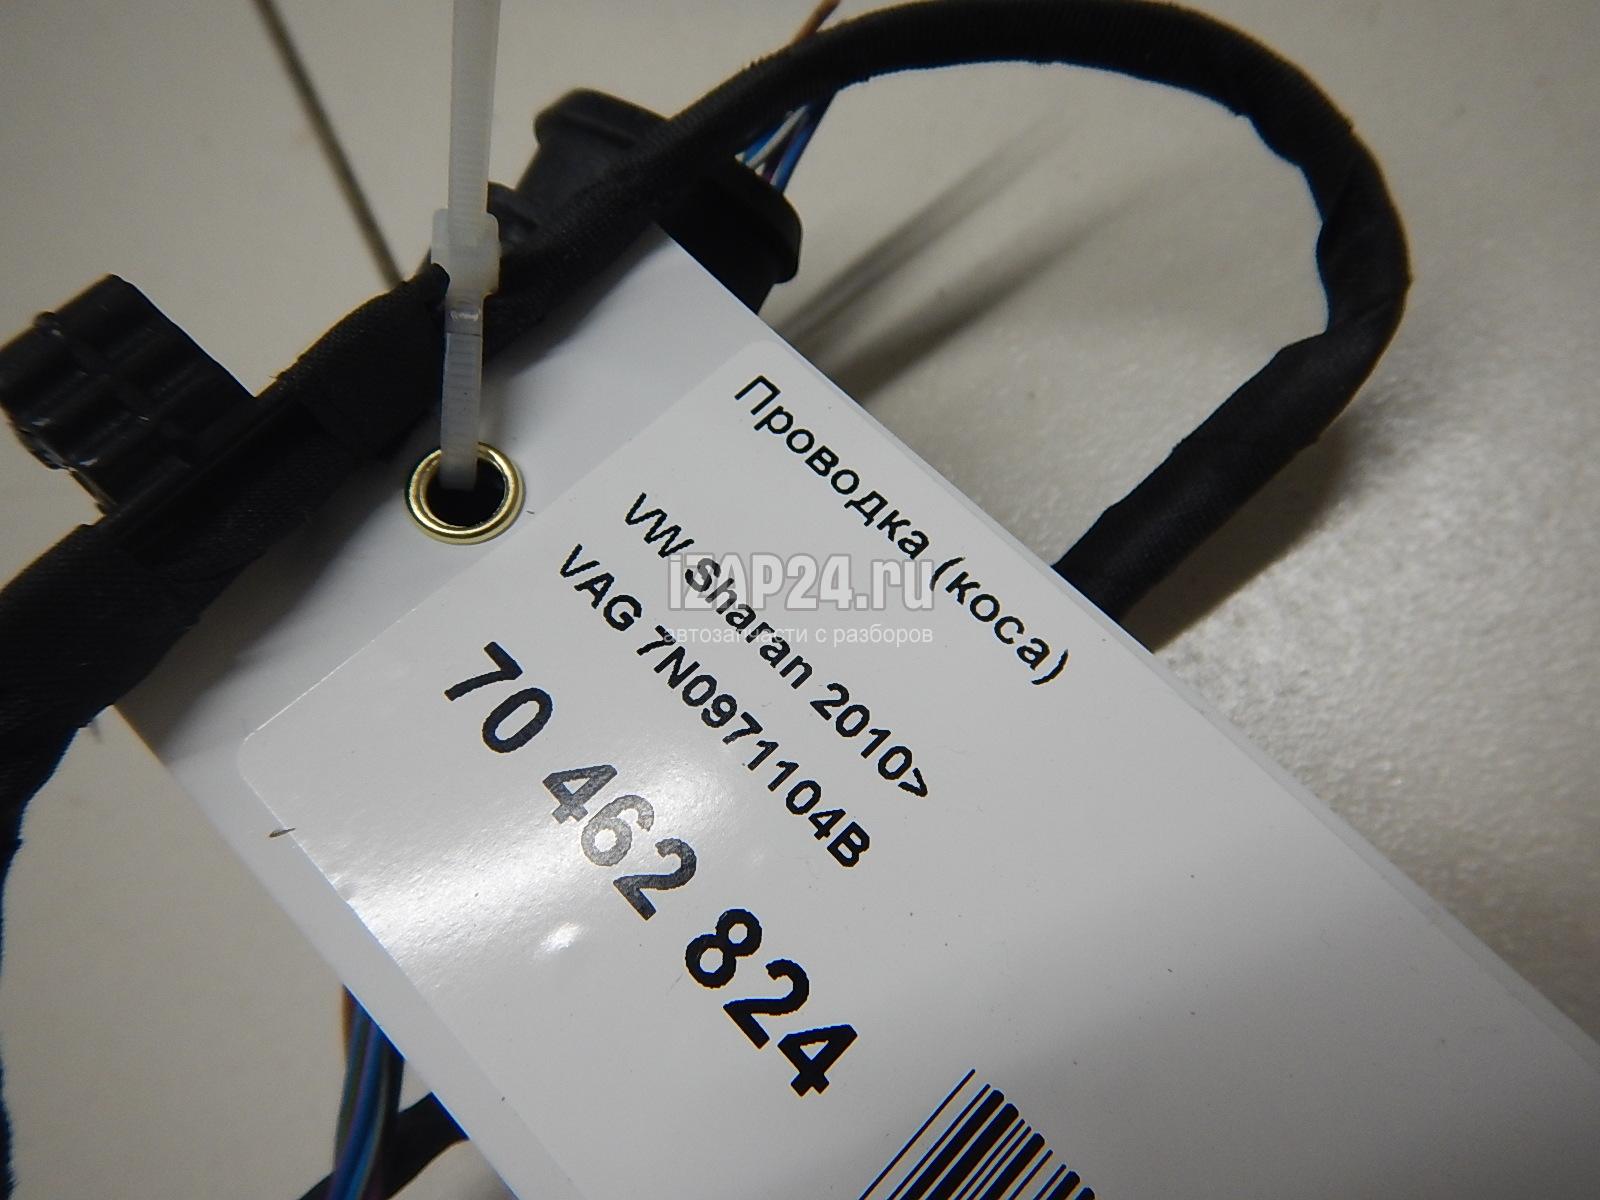 Проводка (коса)
VW Sharan 2010>
VAG 7N0971104B
70 462 824
iZAP24.ru
автозапчасти с разборов